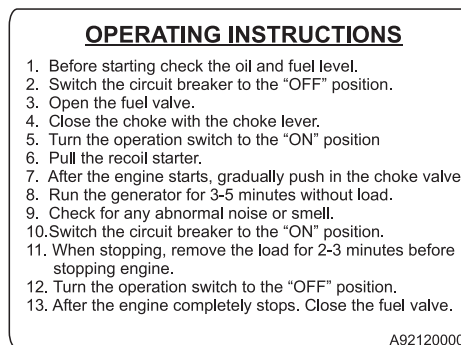 OPERATING INSTRUCTIONS
1. Before starting check the oil and fuel level.
2. Switch the circuit breaker to the “OFF” position.
3. Open the fuel valve.
4. Close the choke with the choke lever.
5. Turn the operation switch to the “ON” position
6. Pull the recoil starter.
7. After the engine starts, gradually push in the choke valve
8. Run the generator for 3-5 minutes without load.
9. Check for any abnormal noise or smell.
10.Switch the circuit breaker to the “ON” position.
11. When stopping, remove the load for 2-3 minutes before
stopping engine.
12. Turn the operation switch to the “OFF” position.
13. After the engine completely stops. Close the fuel valve.